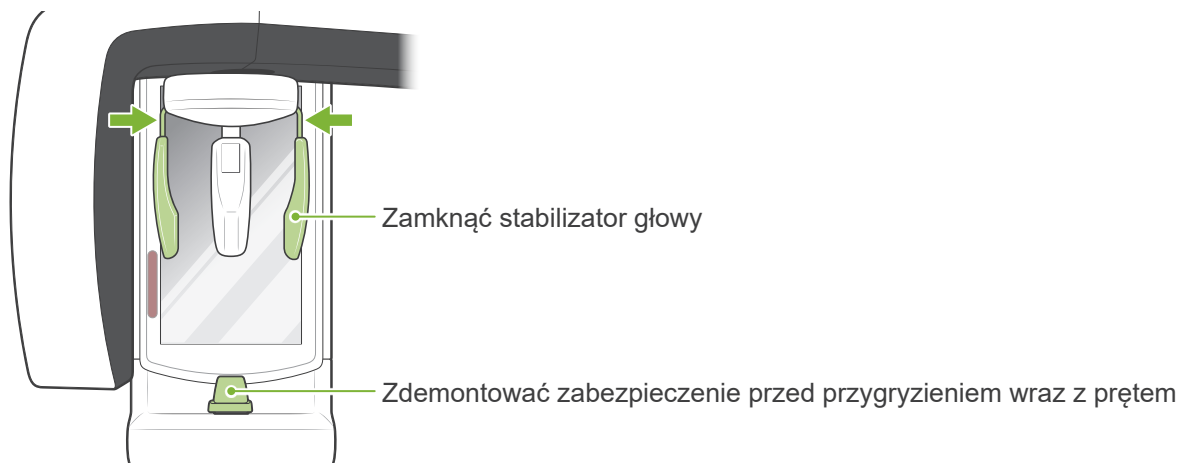 Zamknąć stabilizator głowy
Zdemontować zabezpieczenie przed przygryzieniem wraz z prętem